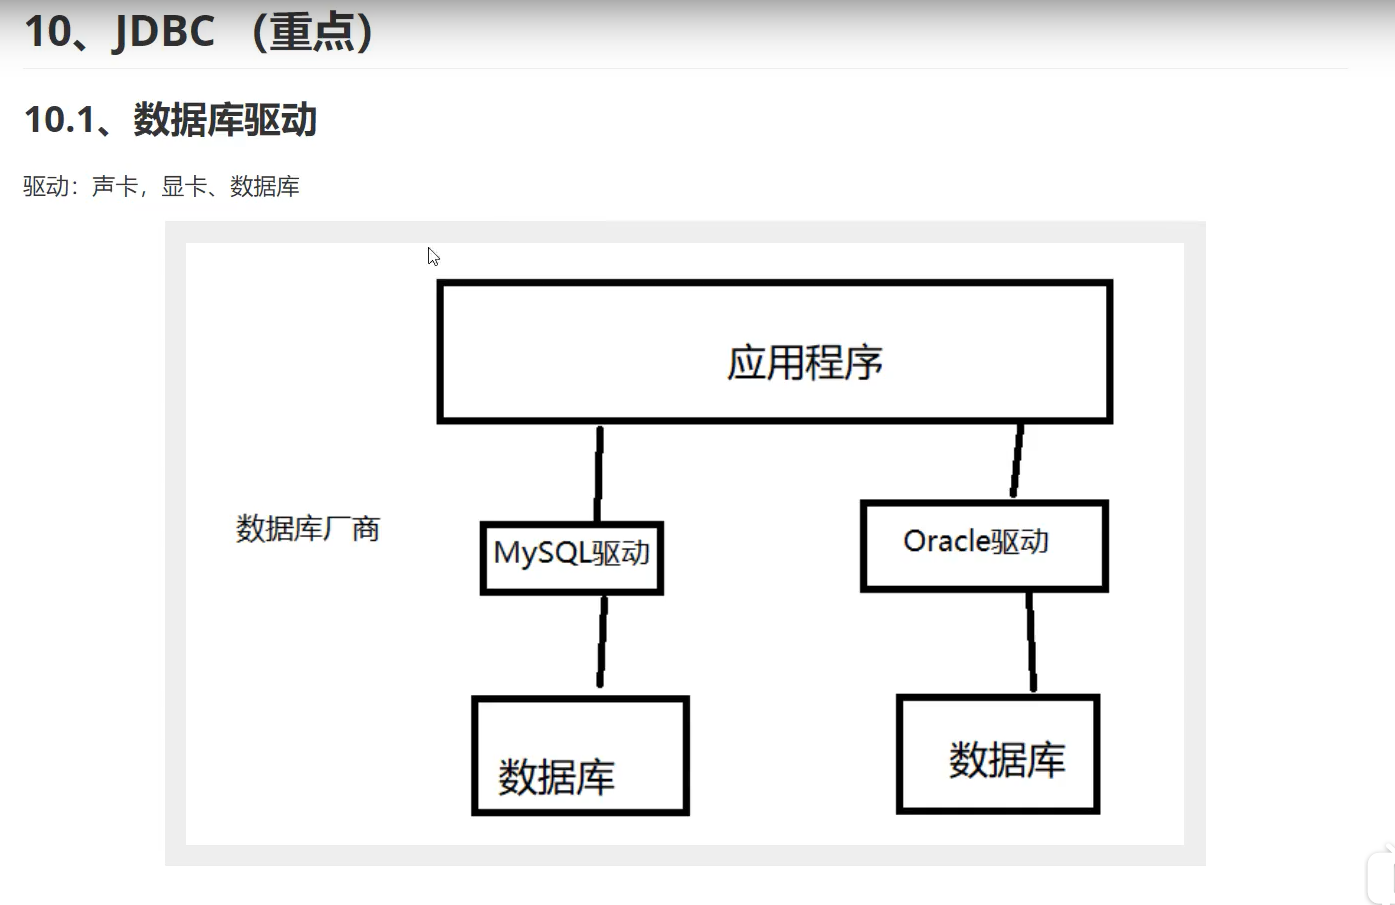 10、JDBC （重点）
10.1、数据库驱动
驱动：声卡，显卡、数据库
应用程序
数据库厂商
MySQL驱动
Oracle驱动
数据库
数据库